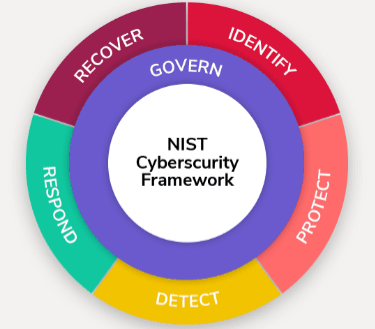 RECOVER
IDENTIFY
GOVERN
NIST
Cyberscurity
Framework
RESPOND
PROTECT
DETECT